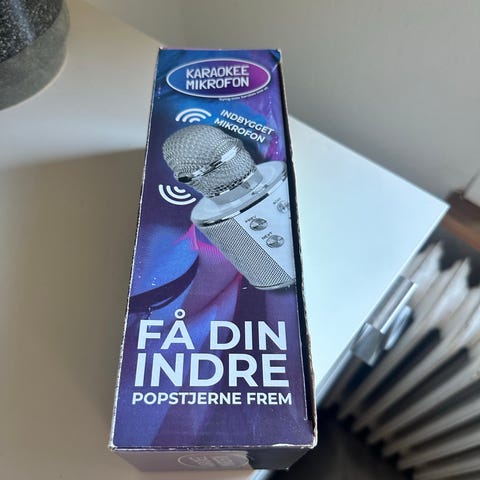 KARAOKEE
MIKROFON
INDBYGGET
MIKROFON
FÅ DIN
INDRE
POPSTJERNE FREM